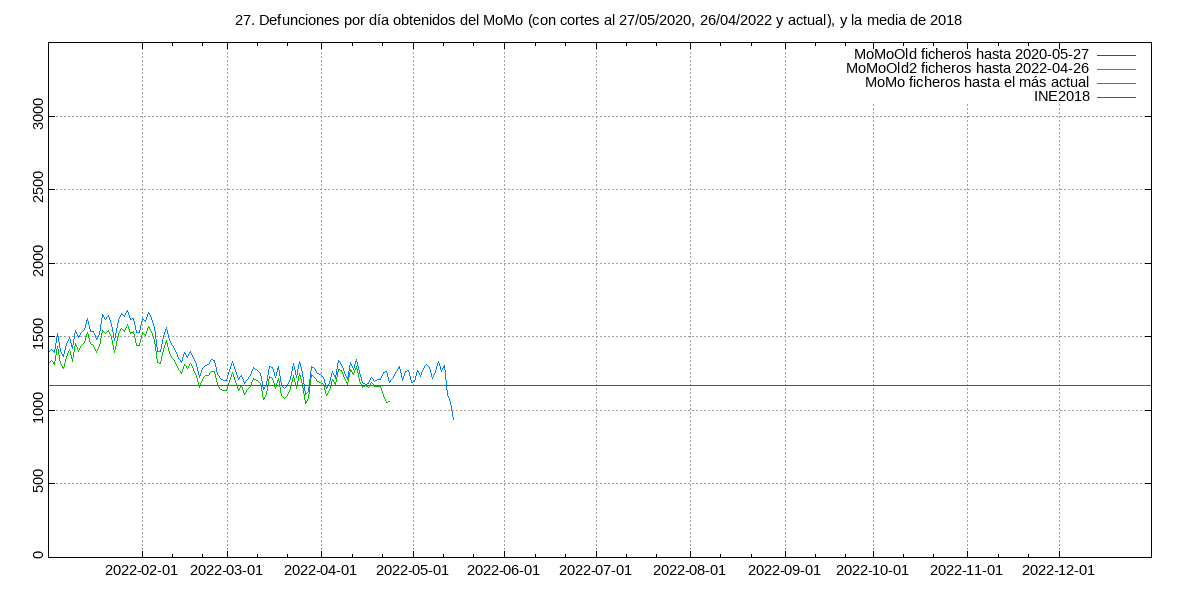 27. Defunciones por día obtenidos del MoMo (con cortes al 27/05/2020, 26/04/2022 y actual), y la media de 2018
MoMoOld ficheros hasta 2020-05-27
MoMoOld2 ficheros hasta 2022-04-26
MoMo ficheros hasta el más actual
INE2018
3000
2500
2000
1500
1000
500
0
2022-02-01 2022-03-01 2022-04-01 2022-05-01 2022-06-01 2022-07-01 2022-08-01 2022-09-01 2022-10-01 2022-11-01 2022-12-01